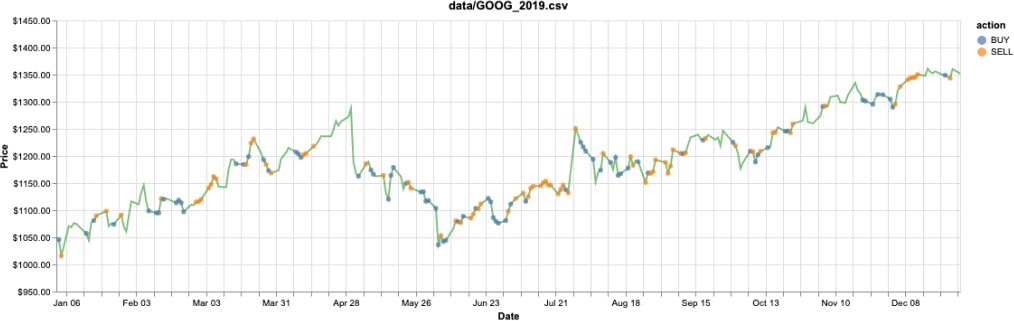 data/GOOG_2019.csv
$1450.00
$1400.00
$1350.00
$1300.00
$1250.00
$1200.00
$1150.00
$1100.00
$1050.00
$1000.00
$950.00
Price
Jan 06 Feb 03 Mar 03 Mar 31 Apr 28 May 26 Jun 23 Jul 21 Aug 18 Sep 15 Oct 13 Nov 10 Dec 08
Date
action
BUY
SELL